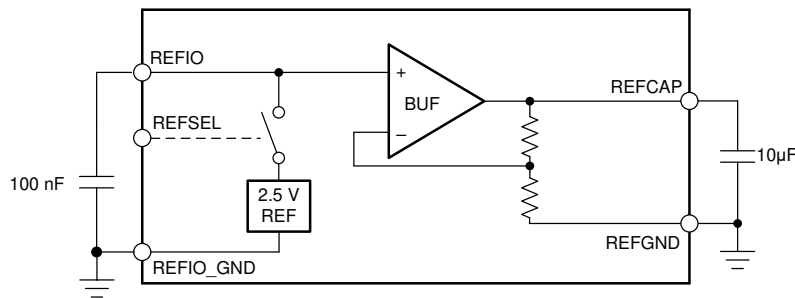 REFIO
+
BUF
REFCAP
REFSEL
−
10µF
100 nF
2.5 V
REF
REFGND
REFIO_GND